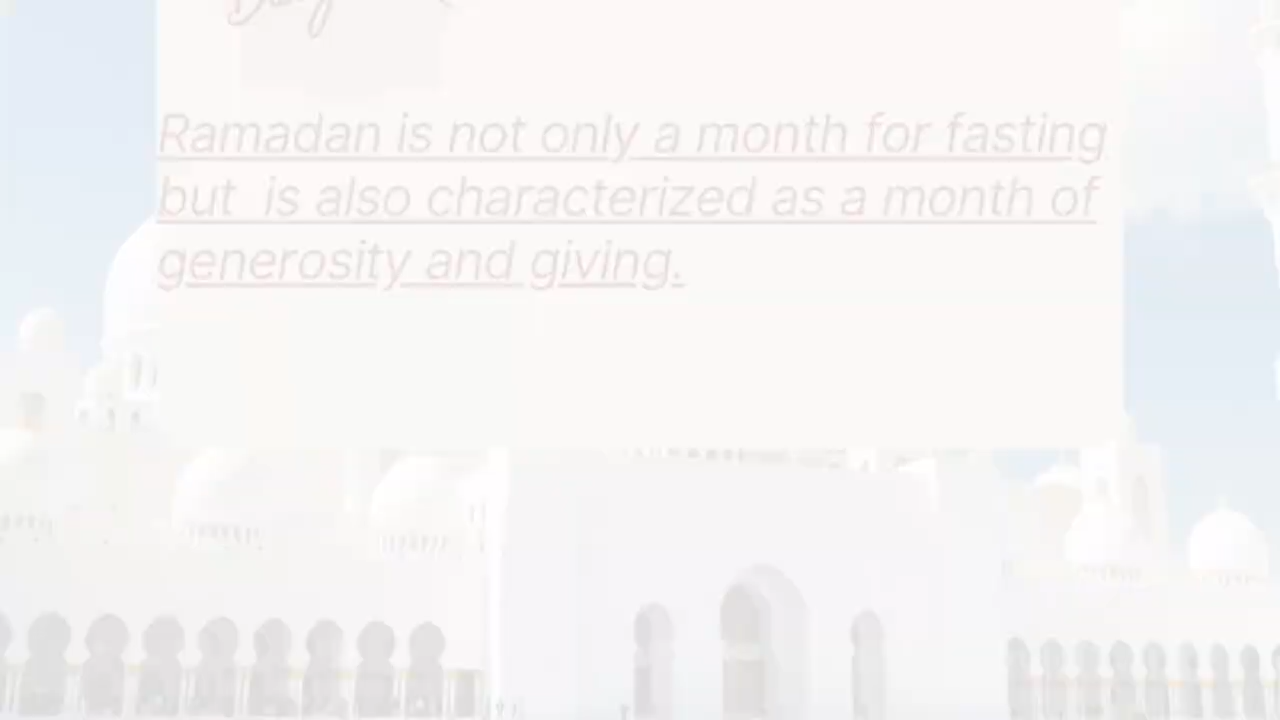 Ramadan is not only a month for fasting
but  is also characterized as a month of
generosity and giving.